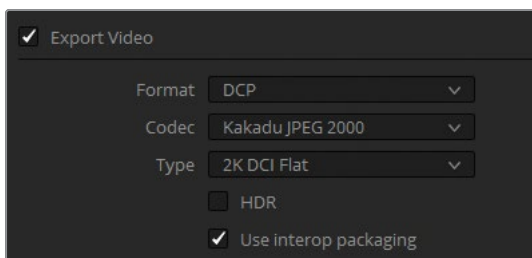 Export Video
Format DCP
Codec Kakadu JPEG 2000
Type 2K DCI Flat
HDR
Use interop packaging